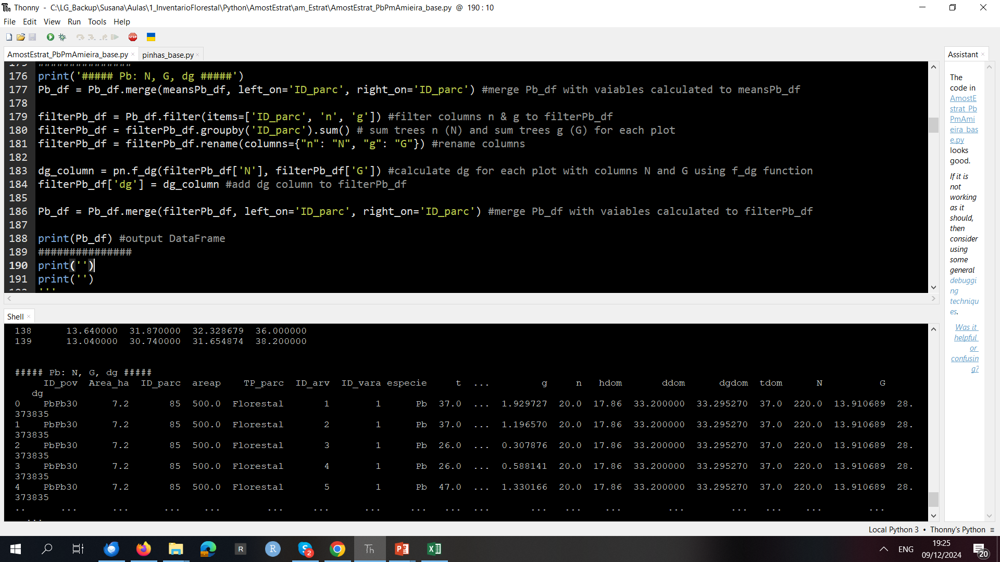 Thonny - C:\LG_Backup\Susana\Aulas\1_InventarioFlorestal\Python\AmostEstrat\am_Estrat\AmostEstrat_PbPmAmieira_base.py @ 190 : 10
File Edit View Run Tools Help
STOP
AmostEstrat_PbPmAmieira_base.py × pinhas_base.py ×
175 ###############
176 print('##### Pb: N, G, dg #####')
177 Pb_df = Pb_df.merge(meansPb_df, left_on='ID_parc', right_on='ID_parc') #merge Pb_df with vaiables calculated to meansPb_df
178
179 filterPb_df = Pb_df.filter(items=['ID_parc', 'n', 'g']) #filter columns n & g to filterPb_df
180 filterPb_df = filterPb_df.groupby('ID_parc').sum() # sum trees n (N) and sum trees g (G) for each plot
181 filterPb_df = filterPb_df.rename(columns={"n": "N", "g": "G"}) #rename columns
182
183 dg_column = pn.f_dg(filterPb_df['N'], filterPb_df['G']) #calculate dg for each plot with columns N and G using f_dg function
184 filterPb_df['dg'] = dg_column #add dg column to filterPb_df
185
186 Pb_df = Pb_df.merge(filterPb_df, left_on='ID_parc', right_on='ID_parc') #merge Pb_df with vaiables calculated to filterPb_df
187
188 print(Pb_df) #output DataFrame
189 ###############
190 print('')
191 print('')
192 '''
Shell ×
138 13.640000 31.870000 32.328679 36.000000
139 13.040000 30.740000 31.654874 38.200000
##### Pb: N, G, dg #####
ID_pov Area_ha ID_parc areap TP_parc ID_arv ID_vara especie t ... g n hdom ddom dgdom tdom N G
dg
0 PbPb30 7.2 85 500.0 Florestal 1 1 Pb 37.0 ... 1.929727 20.0 17.86 33.200000 33.295270 37.0 220.0 13.910689 28.
373835
1 PbPb30 7.2 85 500.0 Florestal 2 1 Pb 37.0 ... 1.196570 20.0 17.86 33.200000 33.295270 37.0 220.0 13.910689 28.
373835
2 PbPb30 7.2 85 500.0 Florestal 3 1 Pb 26.0 ... 0.307876 20.0 17.86 33.200000 33.295270 37.0 220.0 13.910689 28.
373835
3 PbPb30 7.2 85 500.0 Florestal 4 1 Pb 26.0 ... 0.588141 20.0 17.86 33.200000 33.295270 37.0 220.0 13.910689 28.
373835
4 PbPb30 7.2 85 500.0 Florestal 5 1 Pb 47.0 ... 1.330166 20.0 17.86 33.200000 33.295270 37.0 220.0 13.910689 28.
373835
.. ... ... ... ... ... ... ... ... ... ... ... ... ... ... ... ... ... ...
...
Assistant ×
The
code in
AmostE
strat_Pb
PmAmi
eira_bas
e.py
looks
good.
If it is
not
working
as it
should,
then
consider
using
some
general
debuggi
ng
techniqu
es.
Was it
helpful
or
confusin
g?
Local Python 3 • Thonny's Python ≡
R R 2 Th P X ENG 19:25
09/12/2024 20